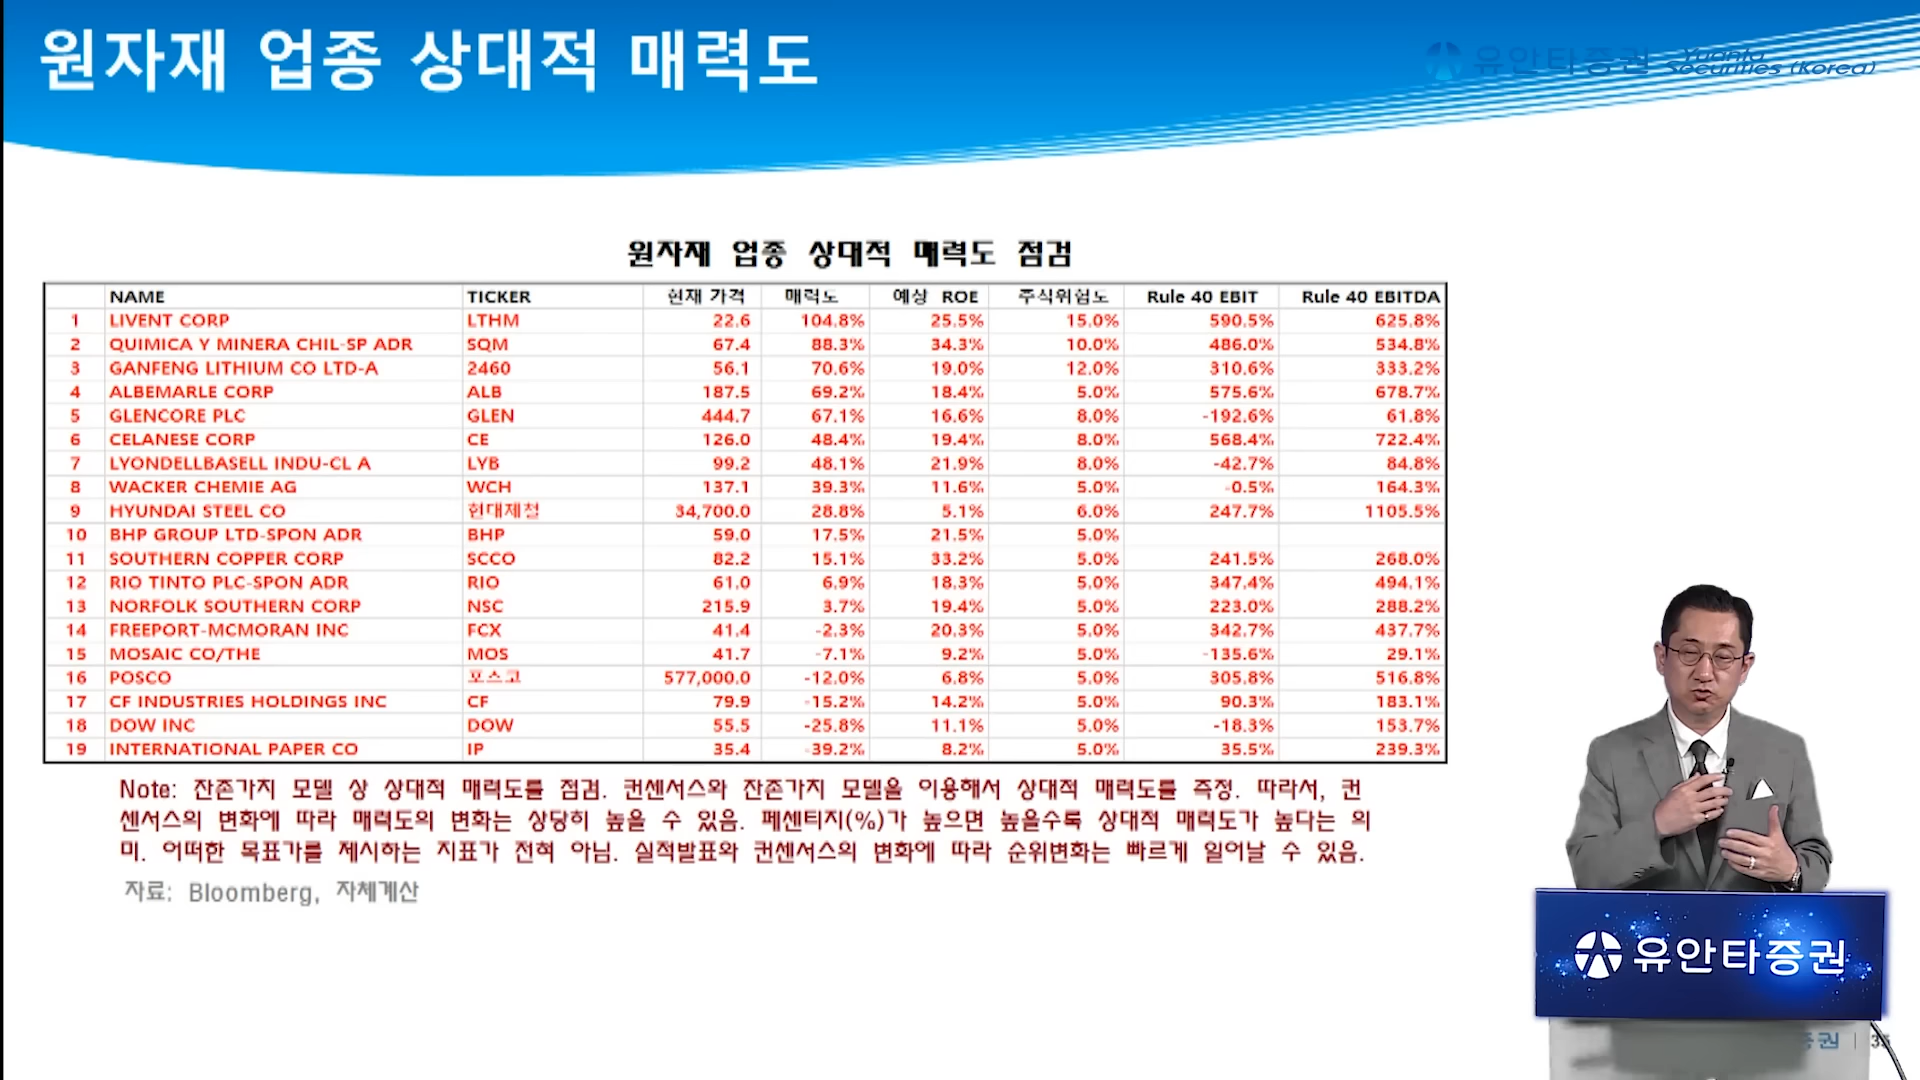 원자재 업종 상대적 매력도
유안타증권 Yuanta Securities (Korea)
원자재 업종 상대적 매력도 점검
NAME TICKER 현재 가격 매력도 예상 ROE 주식위험도 Rule 40 EBIT Rule 40 EBITDA
1 LIVENT CORP LTHM 22.6 104.8% 25.5% 15.0% 590.5% 625.8%
2 QUIMICA Y MINERA CHIL-SP ADR SQM 67.4 88.3% 34.3% 10.0% 486.0% 534.8%
3 GANFENG LITHIUM CO LTD-A 2460 56.1 70.6% 19.0% 12.0% 310.6% 333.2%
4 ALBEMARLE CORP ALB 187.5 69.2% 18.4% 5.0% 575.6% 678.7%
5 GLENCORE PLC GLEN 444.7 67.1% 16.6% 8.0% -192.6% 61.8%
6 CELANESE CORP CE 126.0 48.4% 19.4% 8.0% 568.4% 722.4%
7 LYONDELLBASELL INDU-CL A LYB 99.2 48.1% 21.9% 8.0% -42.7% 84.8%
8 WACKER CHEMIE AG WCH 137.1 39.3% 11.6% 5.0% -0.5% 164.3%
9 HYUNDAI STEEL CO 현대제철 34,700.0 28.8% 5.1% 6.0% 247.7% 1105.5%
10 BHP GROUP LTD-SPON ADR BHP 59.0 17.5% 21.5% 5.0%
11 SOUTHERN COPPER CORP SCCO 82.2 15.1% 33.2% 5.0% 241.5% 268.0%
12 RIO TINTO PLC-SPON ADR RIO 61.0 6.9% 18.3% 5.0% 347.4% 494.1%
13 NORFOLK SOUTHERN CORP NSC 215.9 3.7% 19.4% 5.0% 223.0% 288.2%
14 FREEPORT-MCMORAN INC FCX 41.4 -2.3% 20.3% 5.0% 342.7% 437.7%
15 MOSAIC CO/THE MOS 41.7 -7.1% 9.2% 5.0% -135.6% 29.1%
16 POSCO 포스코 577,000.0 -12.0% 6.8% 5.0% 305.8% 516.8%
17 CF INDUSTRIES HOLDINGS INC CF 79.9 -15.2% 14.2% 5.0% 90.3% 183.1%
18 DOW INC DOW 55.5 -25.8% 11.1% 5.0% -18.3% 153.7%
19 INTERNATIONAL PAPER CO IP 35.4 -39.2% 8.2% 5.0% 35.5% 239.3%
Note: 잔존가지 모델 상 상대적 매력도를 점검. 컨센서스와 잔존가지 모델을 이용해서 상대적 매력도를 측정. 따라서, 컨
센서스의 변화에 따라 매력도의 변화는 상당히 높을 수 있음. 페센티지(%)가 높으면 높을수록 상대적 매력도가 높다는 의
미. 어떠한 목표가를 제시하는 지표가 전혀 아님. 실적발표와 컨센서스의 변화에 따라 순위변화는 빠르게 일어날 수 있음.
자료: Bloomberg, 자체계산
유안타증권
증권